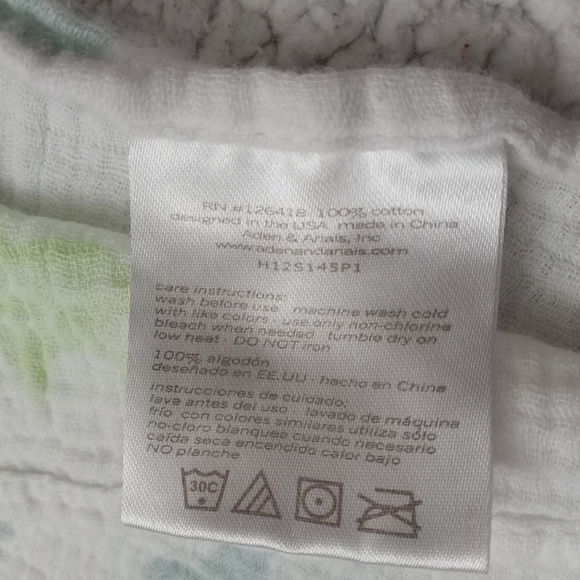 RN #126418 100% cotton
designed in the USA made in China
Aden & Anais, Inc
www.adenandanais.com
H12S145P1
care instructions:
wash before use machine wash cold
with like colors use only non-chlorine
bleach when needed tumble dry on
low heat · DO NOT iron
100% algodón
deseñado en EE.UU · hecho en China
instrucciones de cuidado:
lava antes del uso · lavado de máquina
frío con colores similares utiliza sólo
no-cloro blanquea cuando necesario
caída seca encendido calor bajo
NO planche
30C